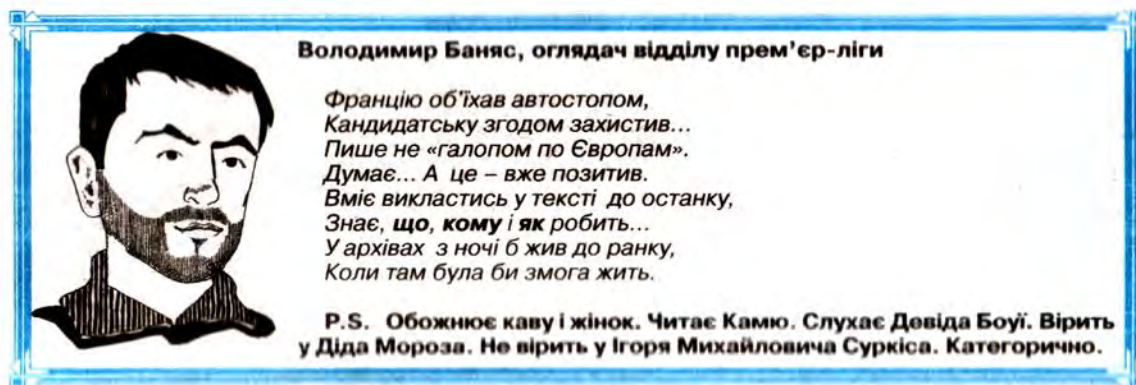 Володимир Баняс, оглядач відділу прем’єр-ліги
Францію об’їхав автостопом,
Кандидатську згодом захистив…
Пише не «галопом по Європам».
Думає… А це – вже позитив.
Вміє викластись у тексті до останку,
Знає, що, кому і як робить…
У архівах з ночі б жив до ранку,
Коли там була би змога жить.
P.S. Обожнює каву і жінок. Читає Камю. Слухає Девіда Боуї. Вірить
у Діда Мороза. Не вірить у Ігоря Михайловича Суркіса. Категорично.